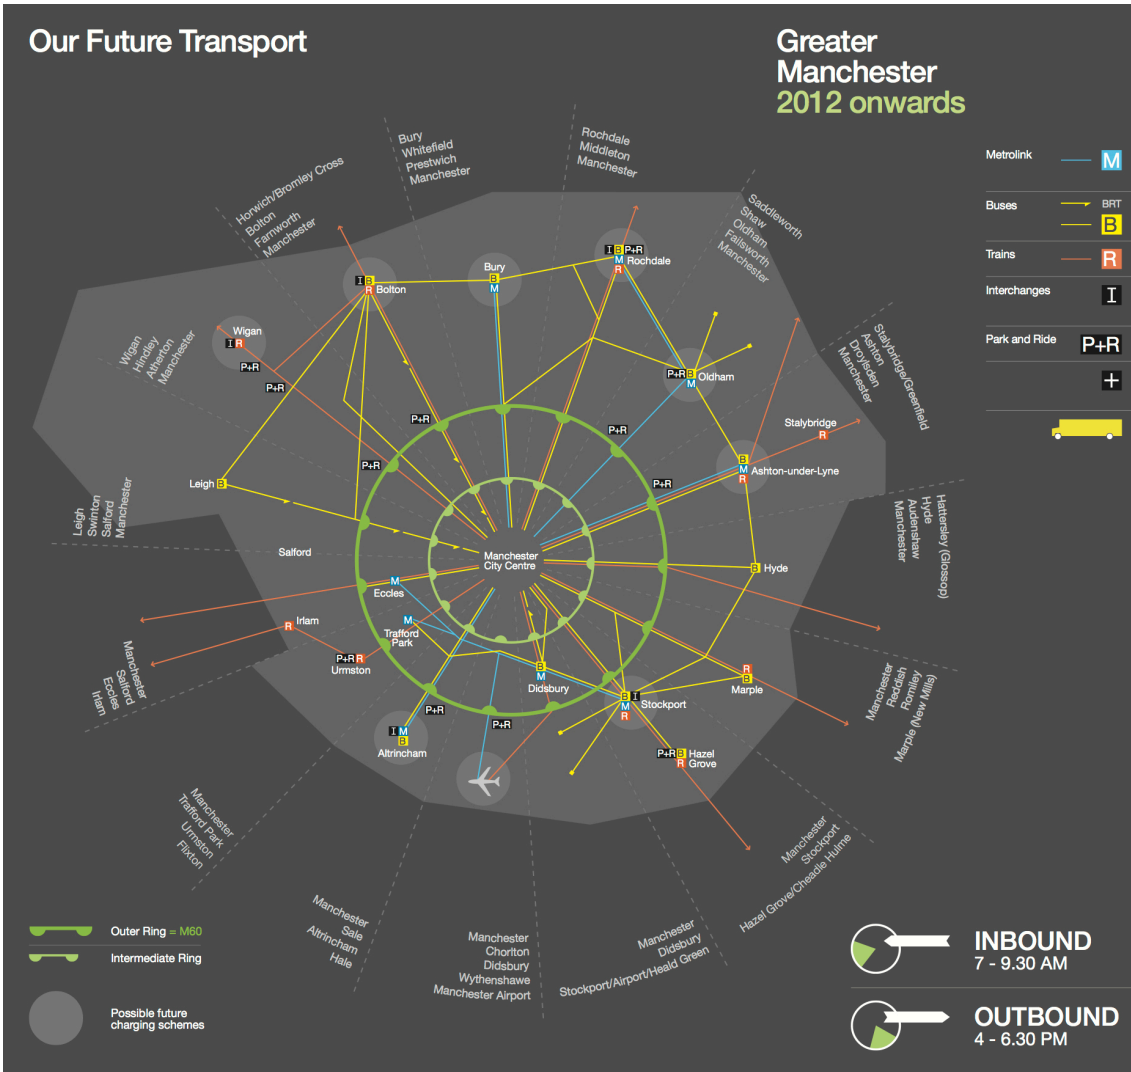 Our Future Transport
Greater
Manchester
2012 onwards
Metrolink
M
Buses
BRT
B
Trains
R
Interchanges
I
Park and Ride
P+R
+
Bury
Whitefield
Prestwich
Manchester
Rochdale
Middleton
Manchester
Horwich/Bromley Cross
Bolton
Farnworth
Manchester
Saddleworth
Shaw
Oldham
Failsworth
Manchester
Wigan
Hindley
Atherton
Manchester
Stalybridge/Greenfield
Ashton
Droylsden
Manchester
Leigh
Swinton
Salford
Manchester
Hattersley (Glossop)
Hyde
Audenshaw
Manchester
Manchester
Salford
Eccles
Irlam
Manchester
Reddish
Romiley
Marple (New Mills)
Manchester
Trafford Park
Urmston
Flixton
Manchester
Stockport
Hazel Grove/Cheadle Hulme
Manchester
Sale
Altrincham
Hale
Manchester
Chorlton
Didsbury
Wythenshawe
Manchester Airport
Manchester
Didsbury
Stockport/Airport/Heald Green
I B P+R
M Rochdale
R
Bury
B
M
I B
R Bolton
Wigan
I R
P+R
P+R
P+R B Oldham
M
Stalybridge
R
P+R
P+R
P+R
P+R
B
M Ashton-under-Lyne
R
Leigh B
Manchester
City Centre
Salford
B Hyde
M
Eccles
M
Trafford
Park
R Irlam
P+R R
Urmston
B
M
Didsbury
R
B
Marple
B I
M Stockport
R
P+R
P+R
I M
B
Altrincham
P+R B Hazel
R Grove
Outer Ring = M60
Intermediate Ring
Possible future
charging schemes
INBOUND
7 - 9.30 AM
OUTBOUND
4 - 6.30 PM